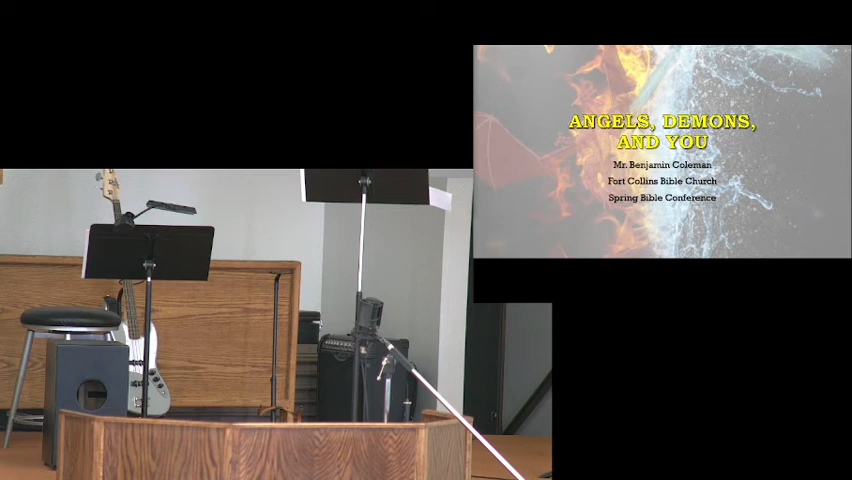 ANGELS, DEMONS,
AND YOU
Mr. Benjamin Coleman
Fort Collins Bible Church
Spring Bible Conference